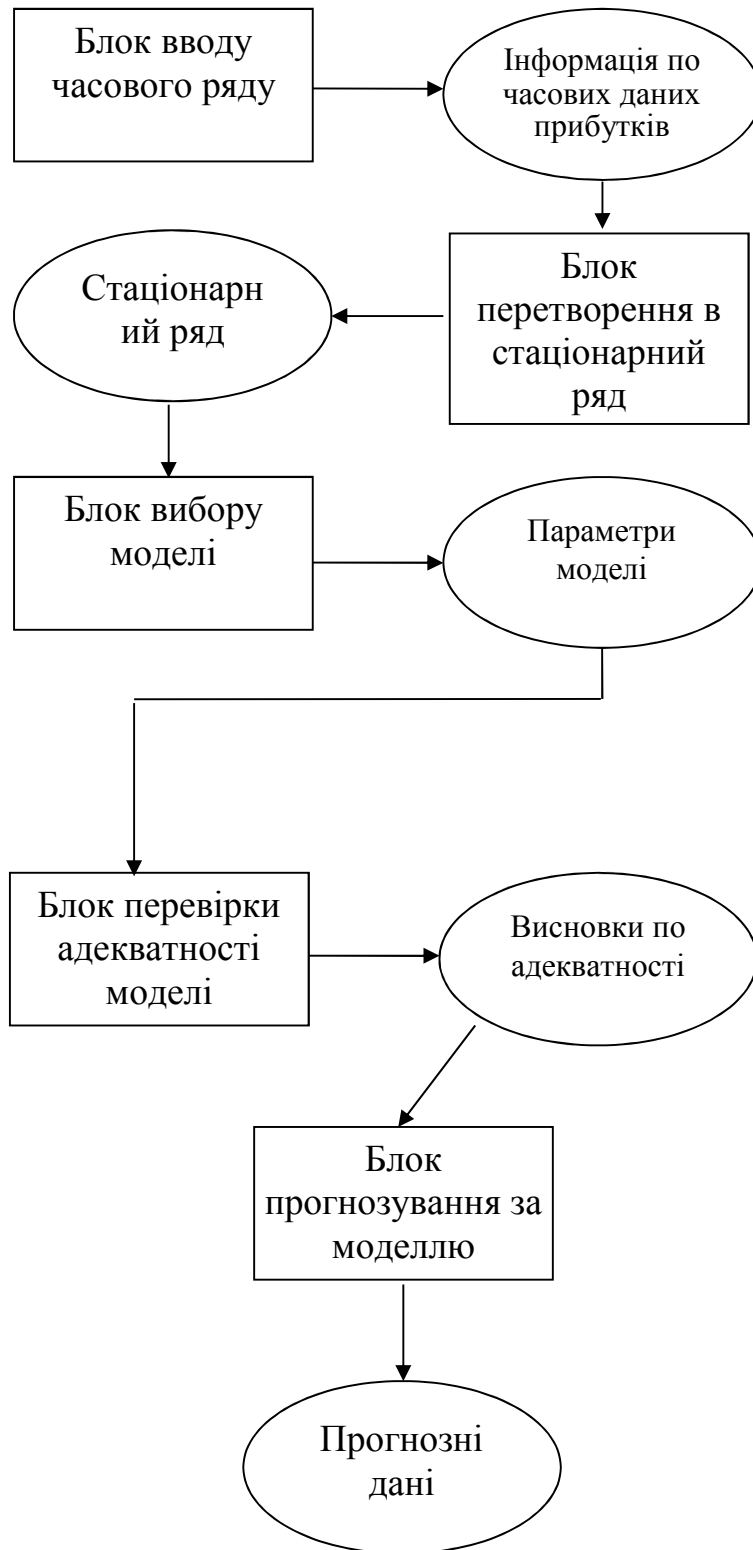 Блок вводу
часового ряду
Інформація по
часових даних
прибутків
Блок
перетворення в
стаціонарний
ряд
Стаціонарн
ий ряд
Блок вибору
моделі
Параметри
моделі
Блок перевірки
адекватності
моделі
Висновки по
адекватності
Блок
прогнозування за
моделлю
Прогнозні
дані